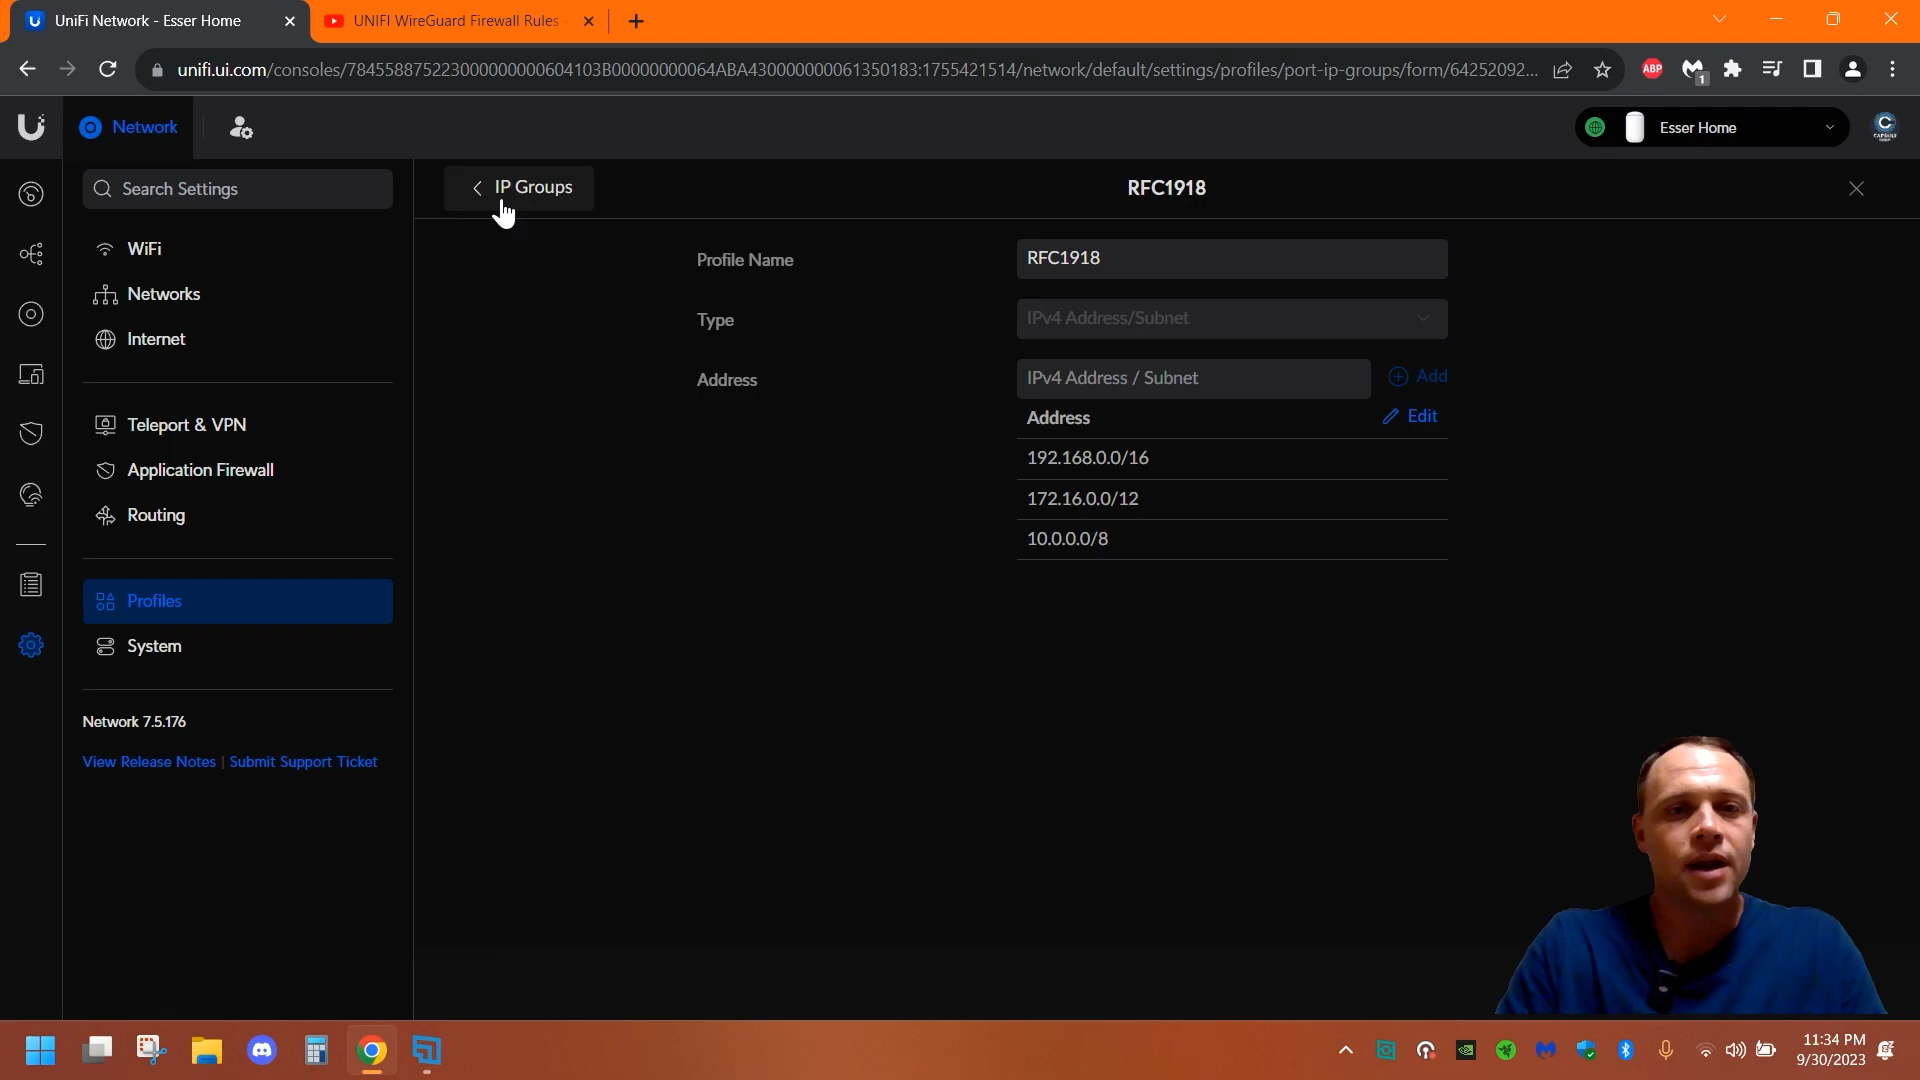 UniFi Network - Esser Home
UNIFI WireGuard Firewall Rules
unifi.ui.com/consoles/784558875223000000000604103B00000000064ABA430000000061350183:1755421514/network/default/settings/profiles/port-ip-groups/form/64252092...
ABP
1
Network
Esser Home
Search Settings
IP Groups
RFC1918
WiFi
Networks
Internet
Teleport & VPN
Application Firewall
Routing
Profiles
System
Network 7.5.176
View Release Notes | Submit Support Ticket
Profile Name
RFC1918
Type
IPv4 Address/Subnet
Address
IPv4 Address / Subnet
Add
Address
Edit
192.168.0.0/16
172.16.0.0/12
10.0.0.0/8
11:34 PM
9/30/2023